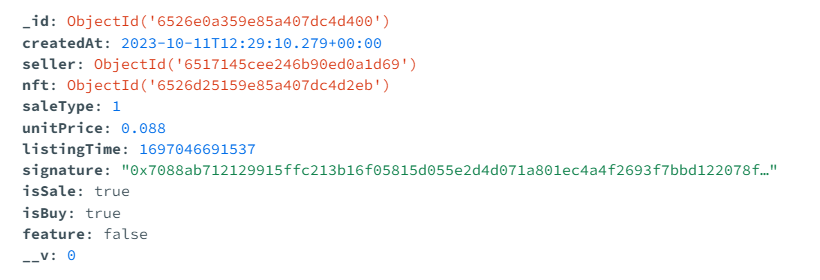 _id: ObjectId('6526e0a359e85a407dc4d400')
createdAt: 2023-10-11T12:29:10.279+00:00
seller: ObjectId('6517145cee246b90ed0a1d69')
nft: ObjectId('6526d25159e85a407dc4d2eb')
saleType: 1
unitPrice: 0.088
listingTime: 1697046691537
signature: "0x7088ab712129915ffc213b16f05815d055e2d4d071a801ec4a4f2693f7bbd122078f…"
isSale: true
isBuy: true
feature: false
__v: 0